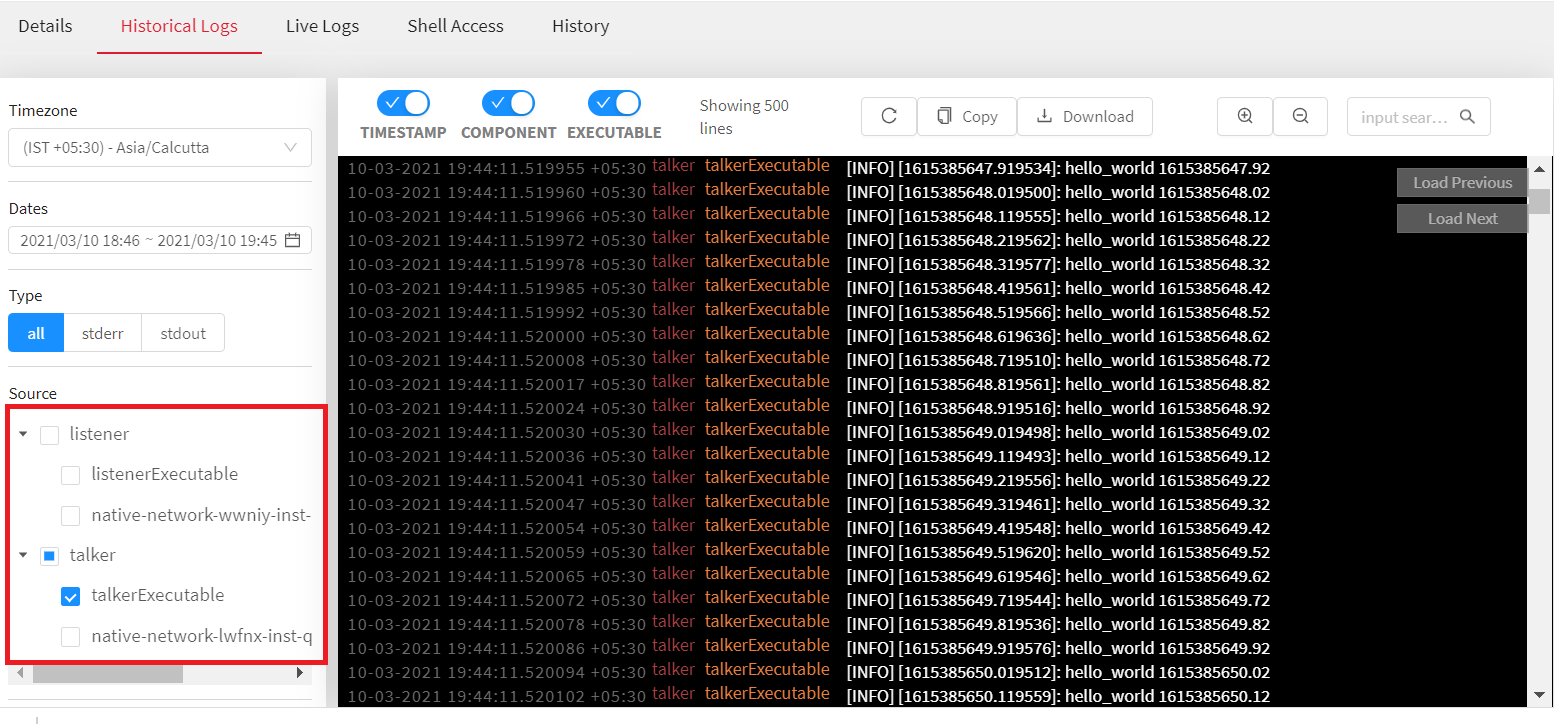 Details Historical Logs Live Logs Shell Access History
Timezone
(IST +05:30) - Asia/Calcutta
Dates
2021/03/10 18:46 ~ 2021/03/10 19:45
Type
all stderr stdout
Source
listener
listenerExecutable
native-network-wwniy-inst-
talker
talkerExecutable
native-network-lwfnx-inst-q
TIMESTAMP COMPONENT EXECUTABLE
Showing 500
lines
Copy Download
input sear...
Load Previous
Load Next
10-03-2021 19:44:11.519955 +05:30 talker talkerExecutable [INFO] [1615385647.919534]: hello_world 1615385647.92
10-03-2021 19:44:11.519960 +05:30 talker talkerExecutable [INFO] [1615385648.019500]: hello_world 1615385648.02
10-03-2021 19:44:11.519966 +05:30 talker talkerExecutable [INFO] [1615385648.119555]: hello_world 1615385648.12
10-03-2021 19:44:11.519972 +05:30 talker talkerExecutable [INFO] [1615385648.219562]: hello_world 1615385648.22
10-03-2021 19:44:11.519978 +05:30 talker talkerExecutable [INFO] [1615385648.319577]: hello_world 1615385648.32
10-03-2021 19:44:11.519985 +05:30 talker talkerExecutable [INFO] [1615385648.419561]: hello_world 1615385648.42
10-03-2021 19:44:11.519992 +05:30 talker talkerExecutable [INFO] [1615385648.519566]: hello_world 1615385648.52
10-03-2021 19:44:11.520000 +05:30 talker talkerExecutable [INFO] [1615385648.619636]: hello_world 1615385648.62
10-03-2021 19:44:11.520008 +05:30 talker talkerExecutable [INFO] [1615385648.719510]: hello_world 1615385648.72
10-03-2021 19:44:11.520017 +05:30 talker talkerExecutable [INFO] [1615385648.819561]: hello_world 1615385648.82
10-03-2021 19:44:11.520024 +05:30 talker talkerExecutable [INFO] [1615385648.919516]: hello_world 1615385648.92
10-03-2021 19:44:11.520030 +05:30 talker talkerExecutable [INFO] [1615385649.019498]: hello_world 1615385649.02
10-03-2021 19:44:11.520036 +05:30 talker talkerExecutable [INFO] [1615385649.119493]: hello_world 1615385649.12
10-03-2021 19:44:11.520041 +05:30 talker talkerExecutable [INFO] [1615385649.219556]: hello_world 1615385649.22
10-03-2021 19:44:11.520047 +05:30 talker talkerExecutable [INFO] [1615385649.319461]: hello_world 1615385649.32
10-03-2021 19:44:11.520054 +05:30 talker talkerExecutable [INFO] [1615385649.419548]: hello_world 1615385649.42
10-03-2021 19:44:11.520059 +05:30 talker talkerExecutable [INFO] [1615385649.519620]: hello_world 1615385649.52
10-03-2021 19:44:11.520065 +05:30 talker talkerExecutable [INFO] [1615385649.619546]: hello_world 1615385649.62
10-03-2021 19:44:11.520072 +05:30 talker talkerExecutable [INFO] [1615385649.719544]: hello_world 1615385649.72
10-03-2021 19:44:11.520078 +05:30 talker talkerExecutable [INFO] [1615385649.819536]: hello_world 1615385649.82
10-03-2021 19:44:11.520086 +05:30 talker talkerExecutable [INFO] [1615385649.919576]: hello_world 1615385649.92
10-03-2021 19:44:11.520094 +05:30 talker talkerExecutable [INFO] [1615385650.019512]: hello_world 1615385650.02
10-03-2021 19:44:11.520102 +05:30 talker talkerExecutable [INFO] [1615385650.119559]: hello_world 1615385650.12